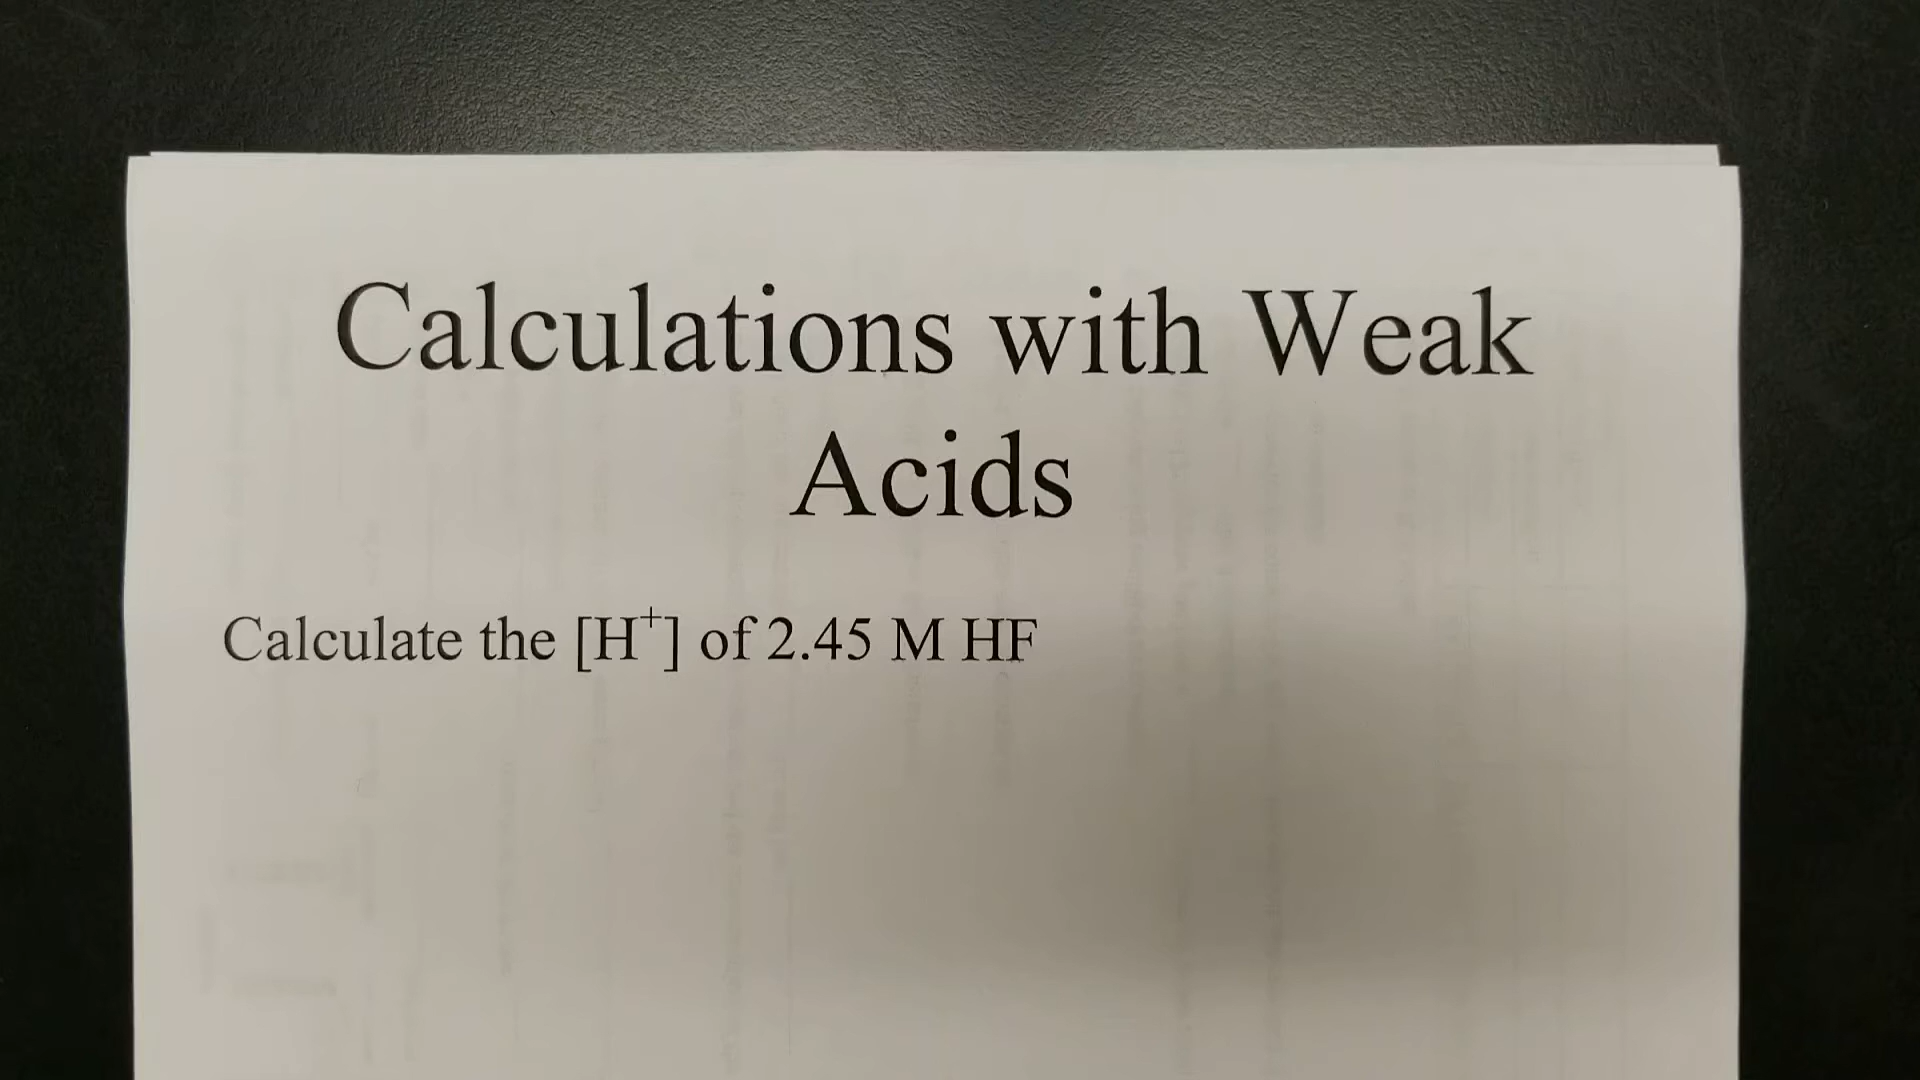 Calculations with Weak
Acids
Calculate the [H⁺] of 2.45 M HF